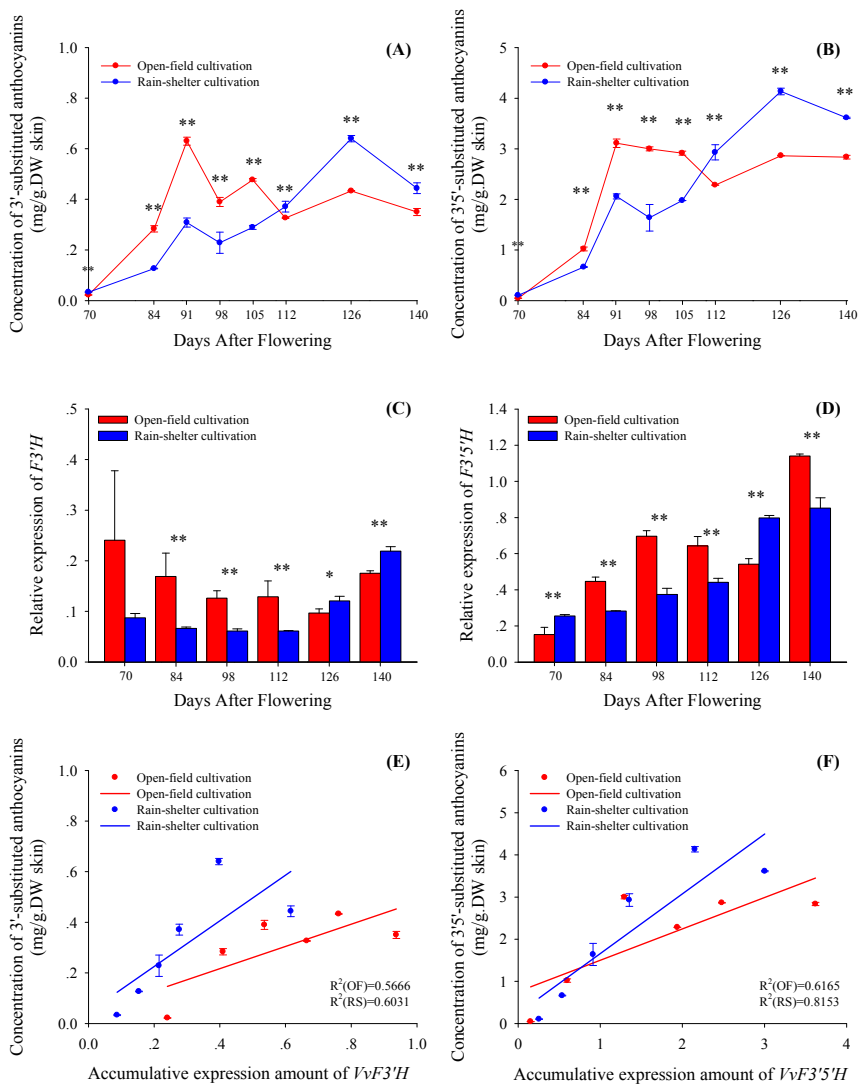 (A)
Open-field cultivation
Rain-shelter cultivation
Concentration of 3'-substituted anthocyanins
(mg/g.DW skin)
1.0
.8
.6
.4
.2
0.0
** ** ** ** ** ** ** **
70 84 91 98 105 112 126 140
Days After Flowering
(B)
Open-field cultivation
Rain-shelter cultivation
Concentration of 3'5'-substituted anthocyanins
(mg/g.DW skin)
5
4
3
2
1
0
** ** ** ** ** ** ** **
70 84 91 98 105 112 126 140
Days After Flowering
(C)
Open-field cultivation
Rain-shelter cultivation
Relative expression of F3'H
.5
.4
.3
.2
.1
0.0
** ** ** * **
70 84 98 112 126 140
Days After Flowering
(D)
Open-field cultivation
Rain-shelter cultivation
Relative expression of F3'5'H
1.4
1.2
1.0
.8
.6
.4
.2
0.0
** ** ** ** ** **
70 84 98 112 126 140
Days After Flowering
(E)
Open-field cultivation
Open-field cultivation
Rain-shelter cultivation
Rain-shelter cultivation
Concentration of 3'-substituted anthocyanins
(mg/g.DW skin)
1.0
.8
.6
.4
.2
0.0
R²(OF)=0.5666
R²(RS)=0.6031
0.0 .2 .4 .6 .8 1.0
Accumulative expression amount of VvF3'H
(F)
Open-field cultivation
Open-field cultivation
Rain-shelter cultivation
Rain-shelter cultivation
Concentration of 3'5'-substituted anthocyanins
(mg/g.DW skin)
6
5
4
3
2
1
0
R²(OF)=0.6165
R²(RS)=0.8153
0 1 2 3 4
Accumulative expression amount of VvF3'5'H